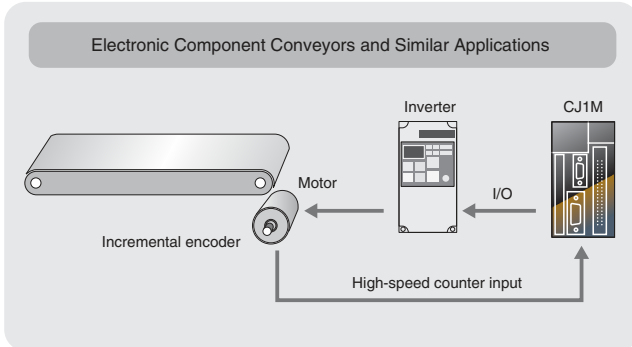 Electronic Component Conveyors and Similar Applications
Inverter
CJ1M
Motor
I/O
Incremental encoder
High-speed counter input